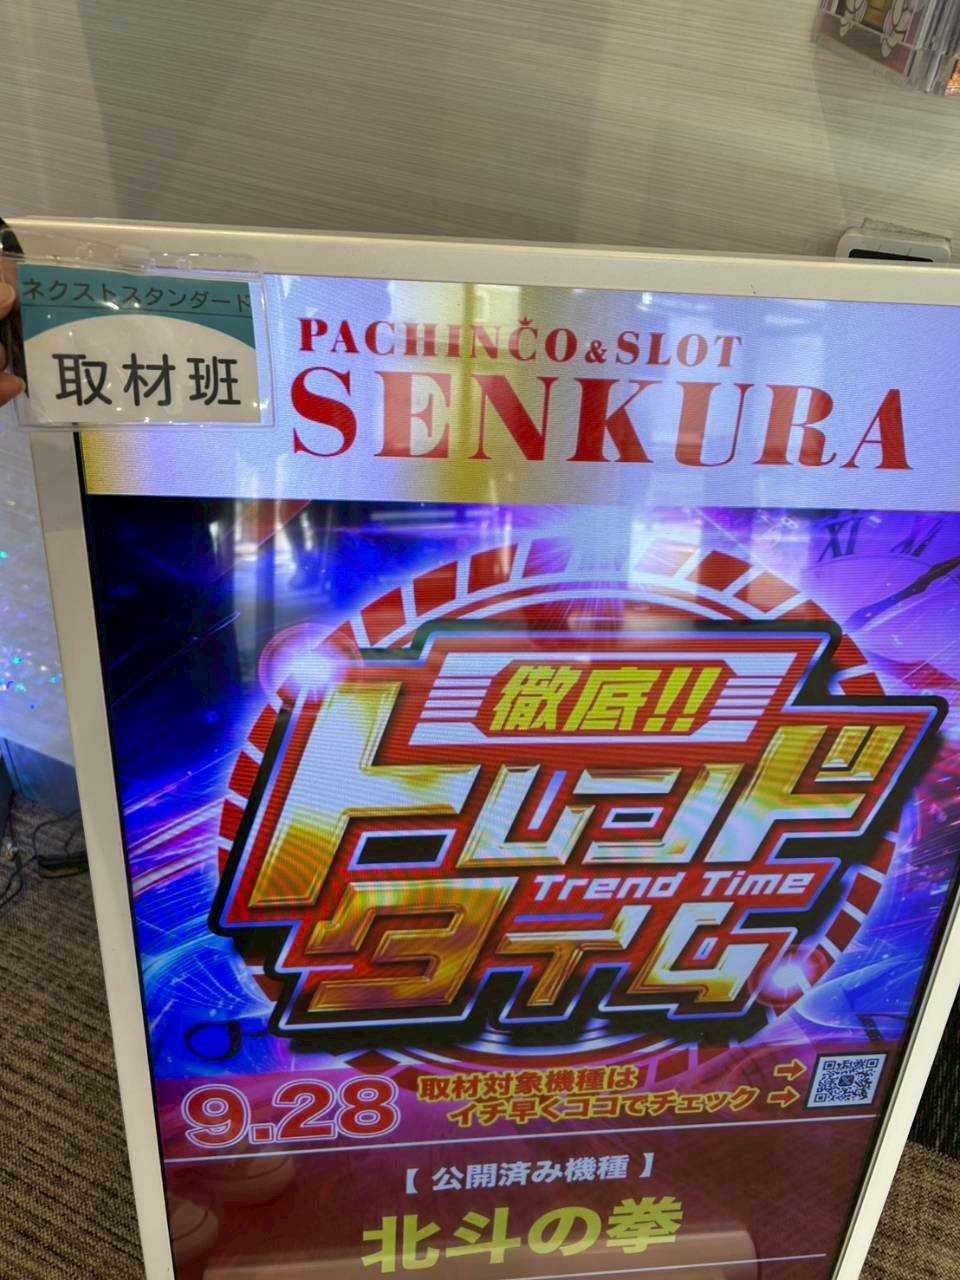 ネクストスタンダード
取材班
PACHINCO&SLOT
SENKURA
徹底!!
トレンド
Trend Time
タイム
9.28
取材対象機種は
イチ早くココでチェック
【 公開済み機種 】
北斗の拳